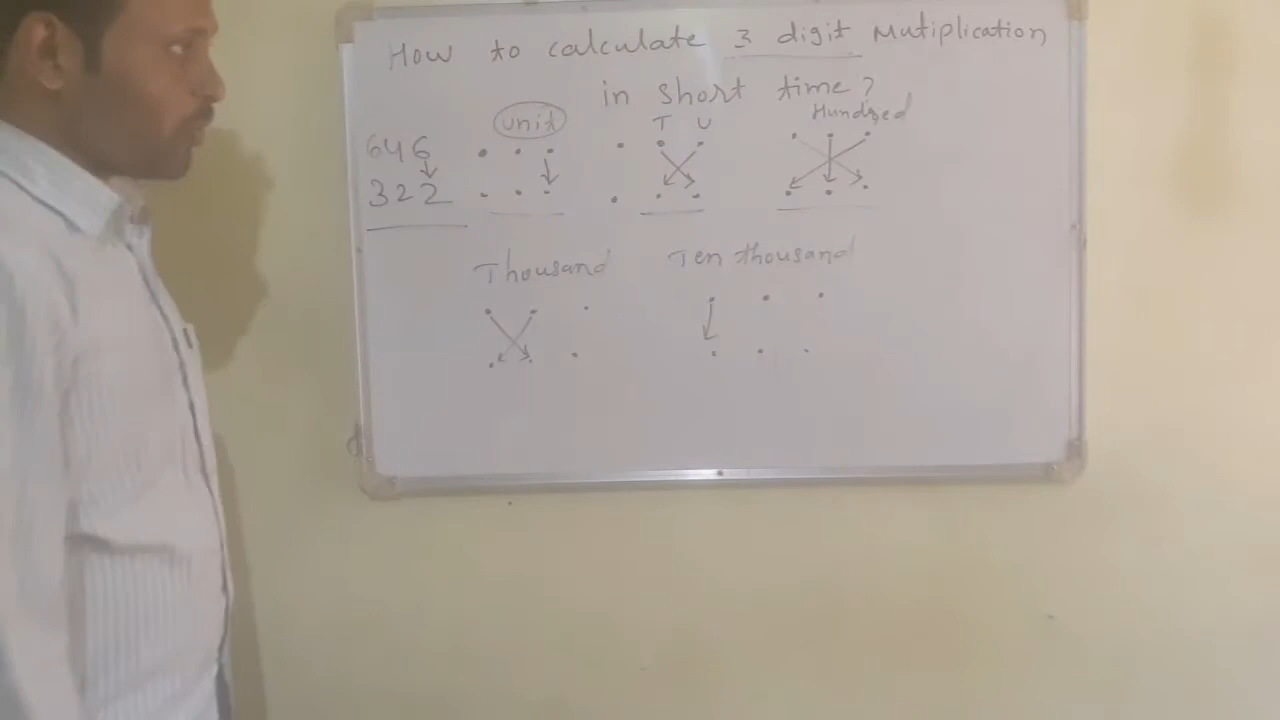 How to calculate 3 digit Mutiplication
in short time?
unit T U Hundred
646
322
Thousand Ten thousand